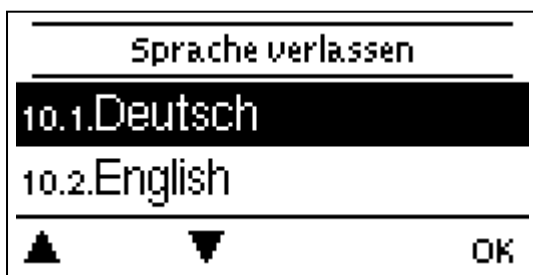 Sprache verlassen
10.1.Deutsch
10.2.English
▲ ▼ OK